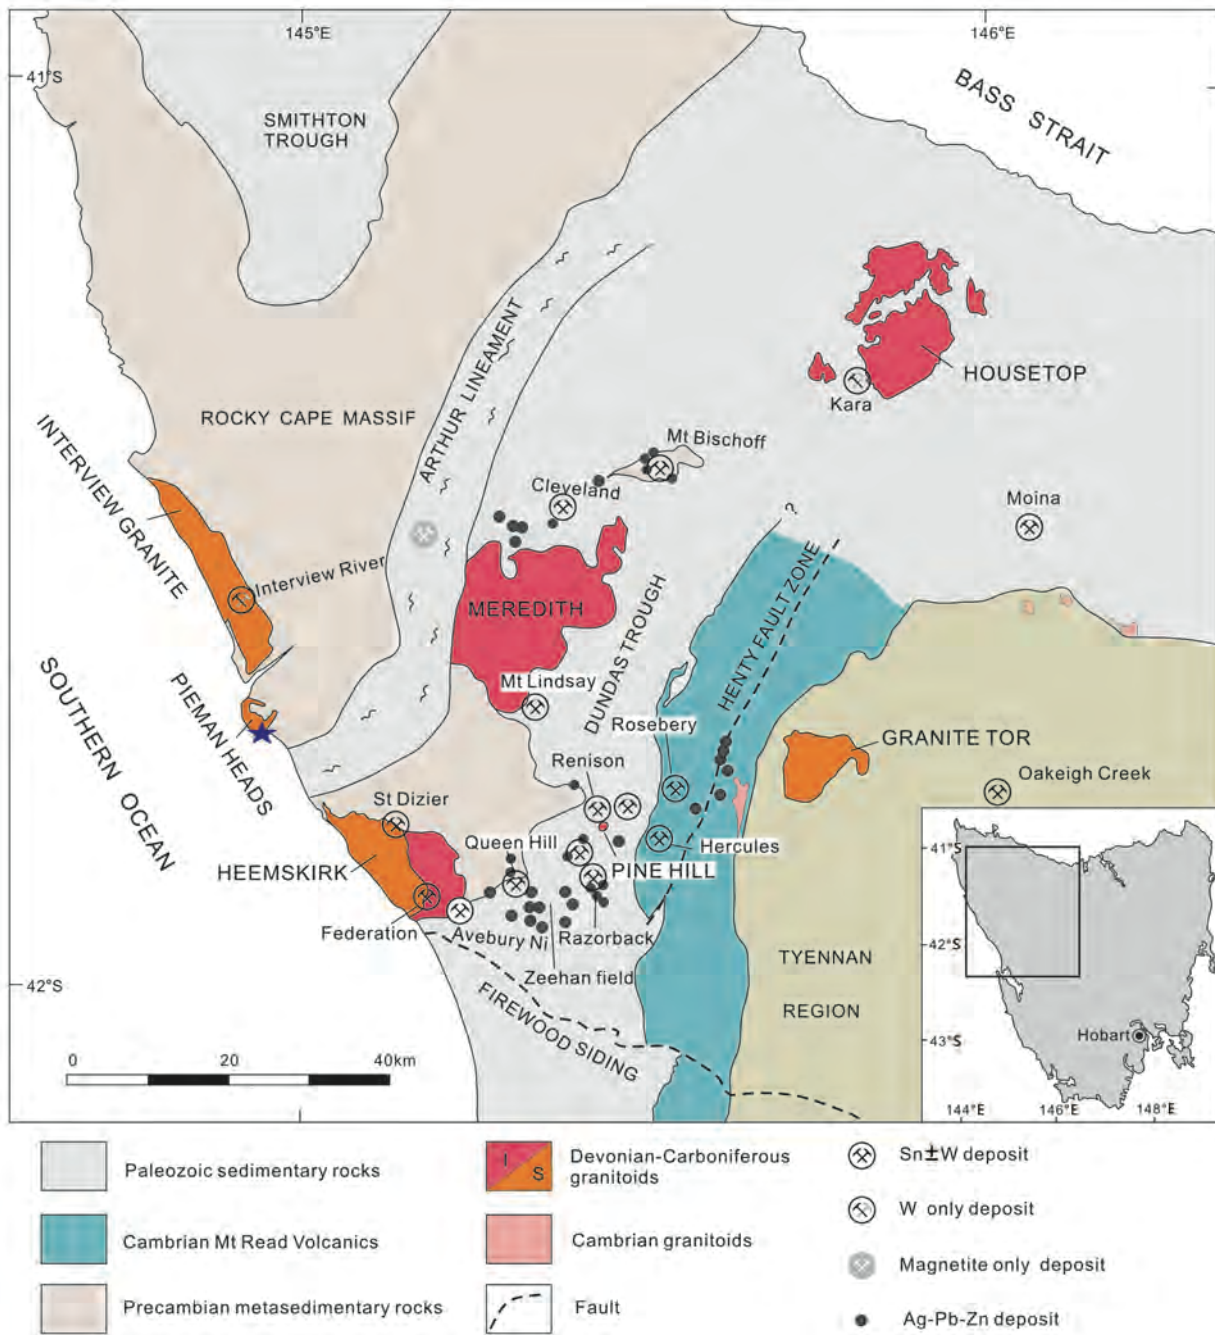 145°E
146°E
41°S
BASS STRAIT
SMITHTON
TROUGH
ARTHUR LINEAMENT
HOUSETOP
Kara
ROCKY CAPE MASSIF
INTERVIEW GRANITE
Mt Bischoff
Cleveland
Moina
?
Interview River
MEREDITH
HENTY FAULT ZONE
DUNDAS TROUGH
SOUTHERN OCEAN
PIEMAN HEADS
Mt Lindsay
Rosebery
GRANITE TOR
Renison
Oakeigh Creek
St Dizier
Queen Hill
Hercules
HEEMSKIRK
PINE HILL
Federation
Avebury Ni
Razorback
Zeehan field
TYENNAN
REGION
42°S
FIREWOOD SIDING
0 20 40km
41°S
42°S
43°S
Hobart
144°E 146°E 148°E
Paleozoic sedimentary rocks
Cambrian Mt Read Volcanics
Precambian metasedimentary rocks
I S
Devonian-Carboniferous
granitoids
Cambrian granitoids
Fault
Sn±W deposit
W only deposit
Magnetite only deposit
Ag-Pb-Zn deposit